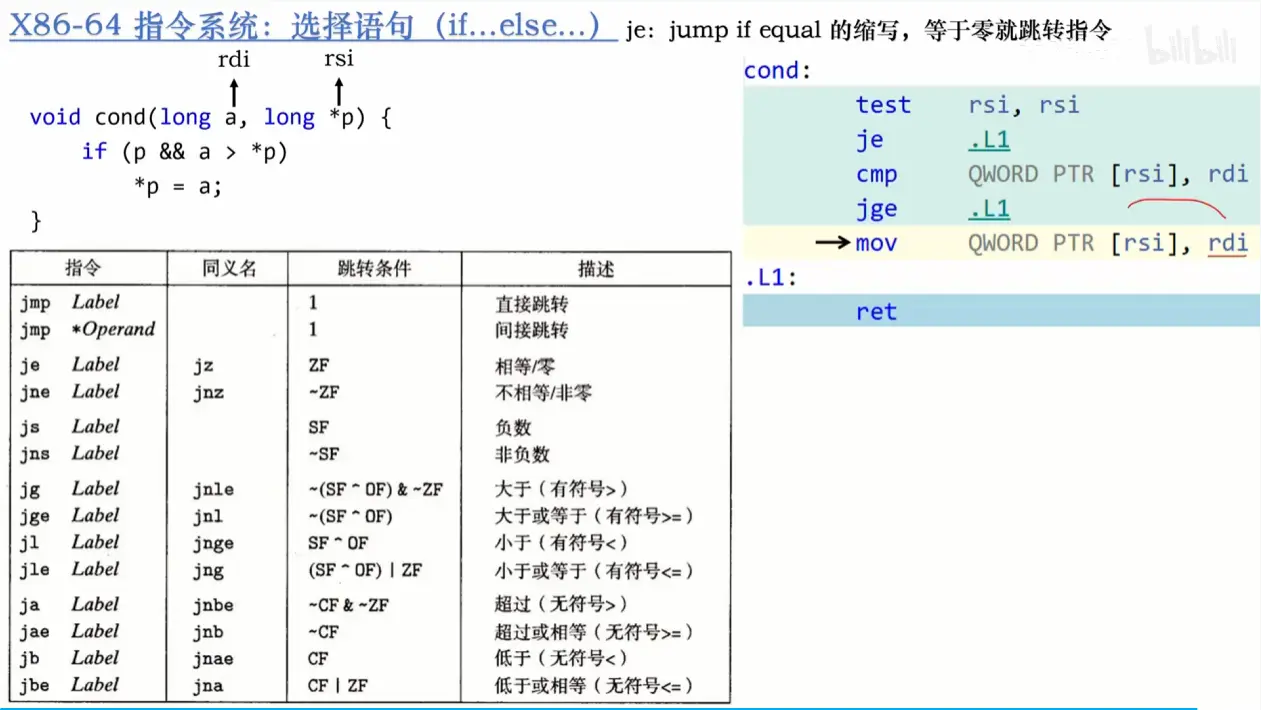 X86-64 指令系统：选择语句（if...else...） je：jump if equal 的缩写，等于零就跳转指令
bilibili
rdi rsi
void cond(long a, long *p) {
if (p && a > *p)
*p = a;
}
cond:
test rsi, rsi
je .L1
cmp QWORD PTR [rsi], rdi
jge .L1
mov QWORD PTR [rsi], rdi
.L1:
ret
指令 同义名 跳转条件 描述
jmp Label 1 直接跳转
jmp *Operand 1 间接跳转
je Label jz ZF 相等/零
jne Label jnz ~ZF 不相等/非零
js Label SF 负数
jns Label ~SF 非负数
jg Label jnle ~(SF ^ OF) & ~ZF 大于（有符号>）
jge Label jnl ~(SF ^ OF) 大于或等于（有符号>=）
jl Label jnge SF ^ OF 小于（有符号<）
jle Label jng (SF ^ OF) | ZF 小于或等于（有符号<=）
ja Label jnbe ~CF & ~ZF 超过（无符号>）
jae Label jnb ~CF 超过或相等（无符号>=）
jb Label jnae CF 低于（无符号<）
jbe Label jna CF | ZF 低于或相等（无符号<=）